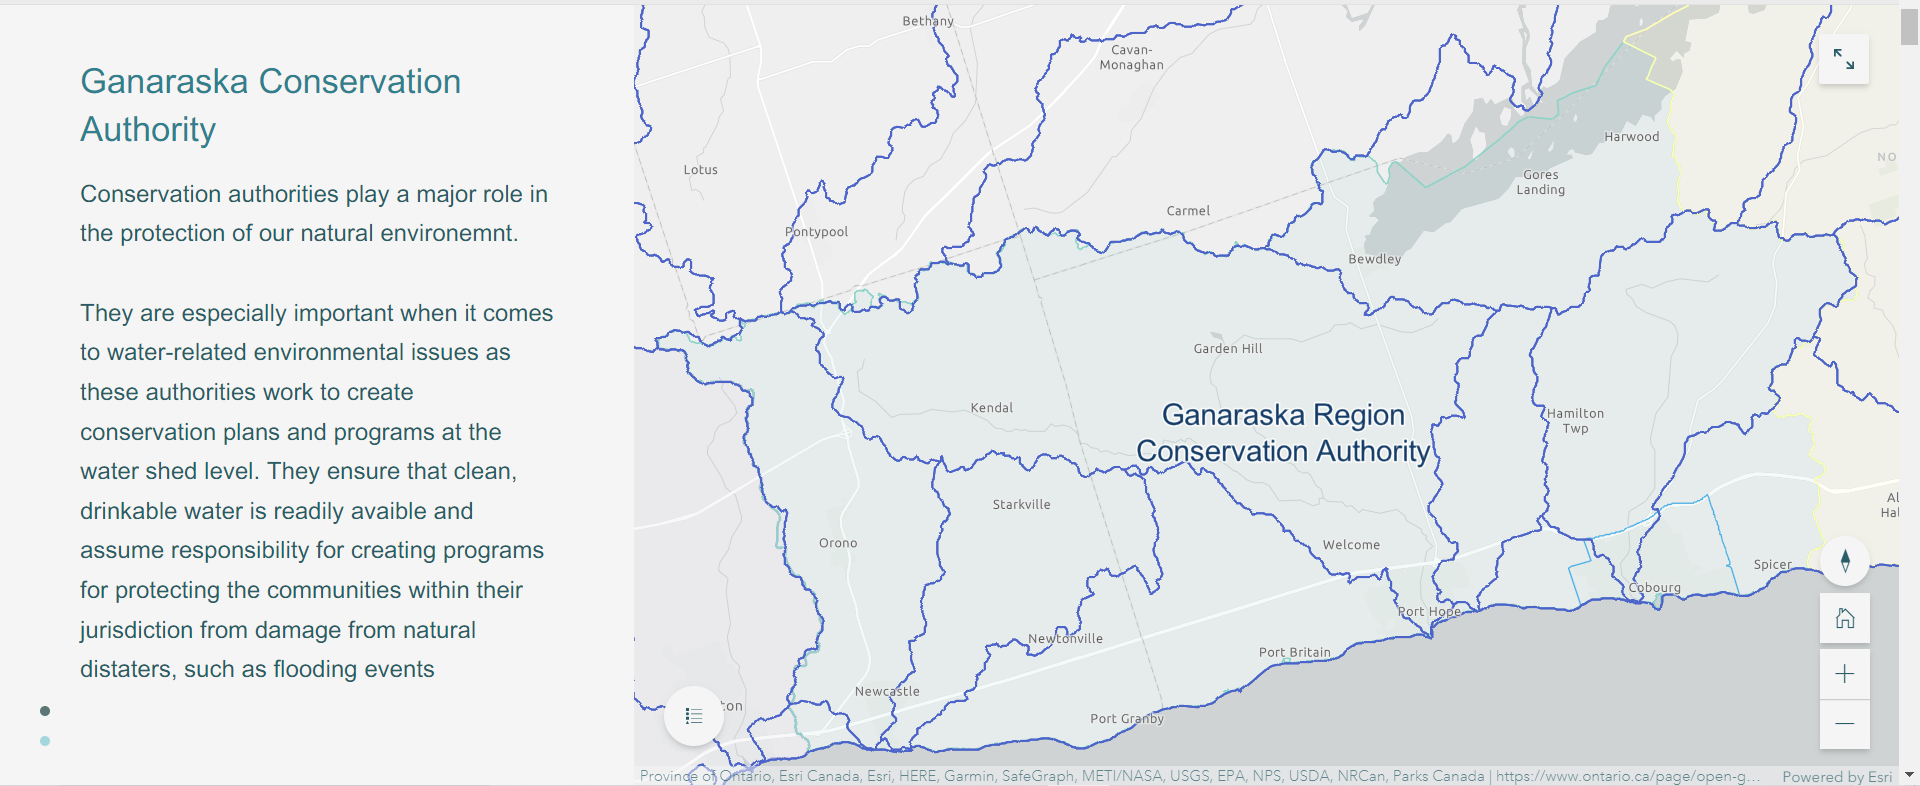 Ganaraska Conservation
Authority
Conservation authorities play a major role in
the protection of our natural environemnt.
They are especially important when it comes
to water-related environmental issues as
these authorities work to create
conservation plans and programs at the
water shed level. They ensure that clean,
drinkable water is readily avaible and
assume responsibility for creating programs
for protecting the communities within their
jurisdiction from damage from natural
distaters, such as flooding events
Bethany
Cavan-
Monaghan
Lotus
Harwood
NO
Gores
Landing
Carmel
Pontypool
Bewdley
Garden Hill
Kendal
Ganaraska Region
Conservation Authority
Hamilton
Twp
Starkville
Al
Hal
Orono
Welcome
Spicer
Cobourg
Port Hope
Newtonville
Port Britain
Newcastle
ton
Port Granby
Province of Ontario, Esri Canada, Esri, HERE, Garmin, SafeGraph, METI/NASA, USGS, EPA, NPS, USDA, NRCan, Parks Canada | https://www.ontario.ca/page/open-g...
Powered by Esri